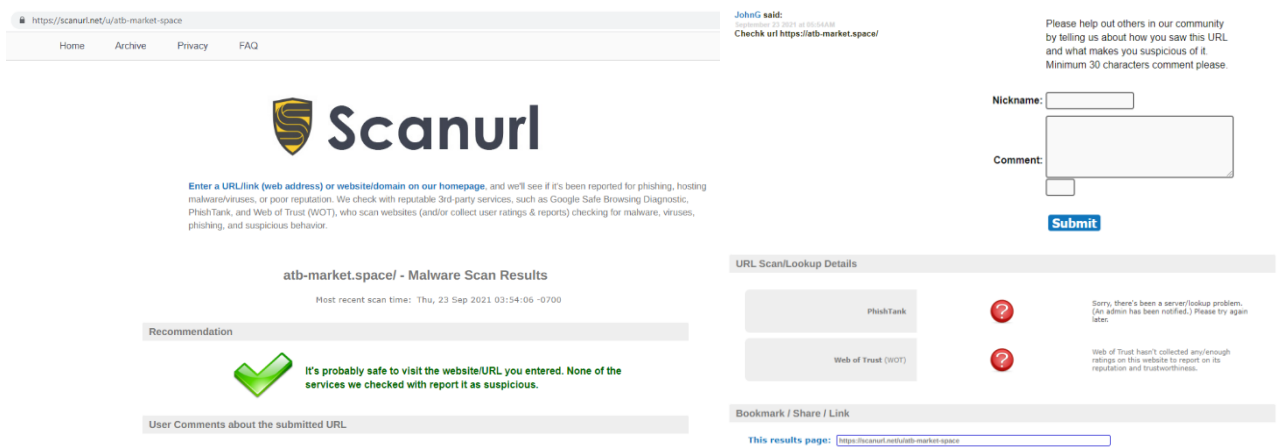 https://scanurl.net/u/atb-market-space
Home Archive Privacy FAQ
Scanurl
Enter a URL/link (web address) or website/domain on our homepage, and we'll see if it's been reported for phishing, hosting
malware/viruses, or poor reputation. We check with reputable 3rd-party services, such as Google Safe Browsing Diagnostic,
PhishTank, and Web of Trust (WOT), who scan websites (and/or collect user ratings & reports) checking for malware, viruses,
phishing, and suspicious behavior.
atb-market.space/ - Malware Scan Results
Most recent scan time: Thu, 23 Sep 2021 03:54:06 -0700
Recommendation
It's probably safe to visit the website/URL you entered. None of the
services we checked with report it as suspicious.
User Comments about the submitted URL
JohnG said:
September 23 2021 at 05:54AM
Chechk url https://atb-market.space/
Please help out others in our community
by telling us about how you saw this URL
and what makes you suspicious of it.
Minimum 30 characters comment please.
Nickname:
Comment:
Submit
URL Scan/Lookup Details
PhishTank
Sorry, there's been a server/lookup problem.
(An admin has been notified.) Please try again
later.
Web of Trust (WOT)
Web of Trust hasn't collected any/enough
ratings on this website to report on its
reputation and trustworthiness.
Bookmark / Share / Link
This results page: https://scanurl.net/u/atb-market-space